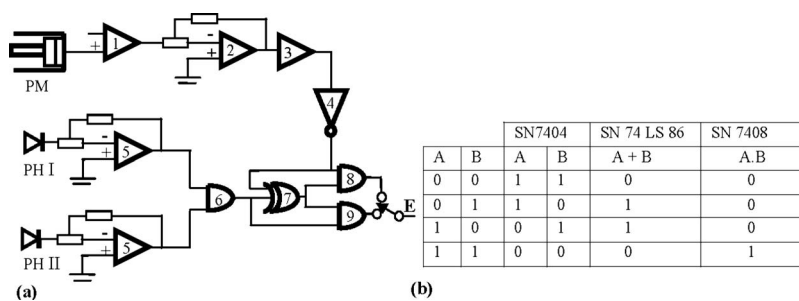 1
2
3
+
-
+
PM
4
-
+
5
PH I
6
7
8
9
E
-
+
5
PH II
(a)
SN7404 SN 74 LS 86 SN 7408
A B A B A + B A.B
0 0 1 1 0 0
0 1 1 0 1 0
1 0 0 1 1 0
1 1 0 0 0 1
(b)